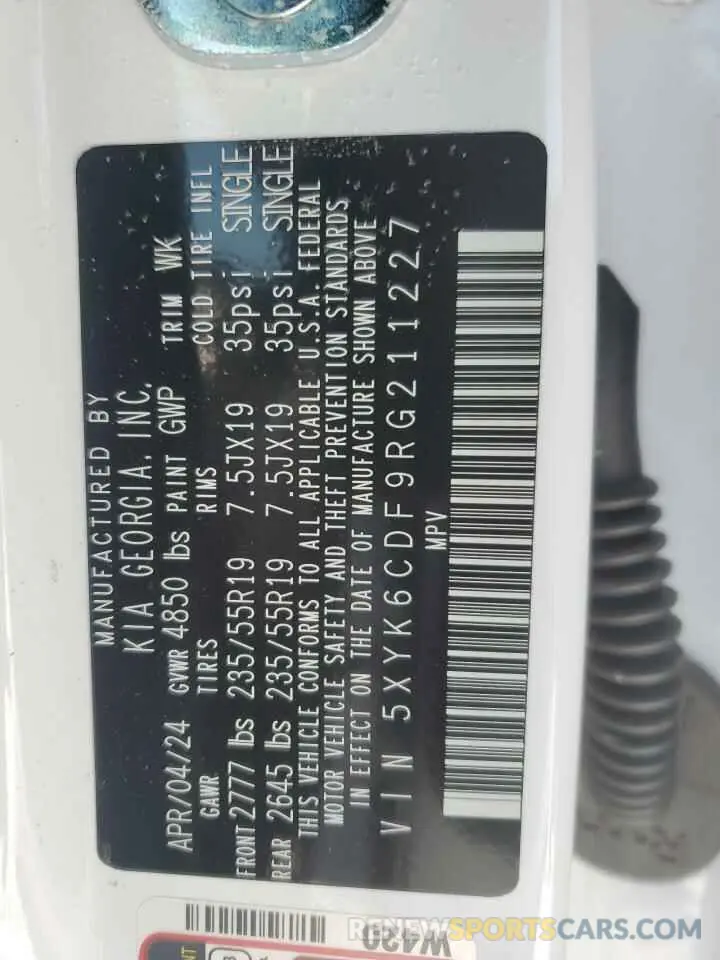 MANUFACTURED BY
KIA GEORGIA, INC.
APR/04/24 GVWR 4850 lbs PAINT GWP TRIM WK
GAWR TIRES RIMS COLD TIRE INFL
FRONT 2777 lbs 235/55R19 7.5JX19 35psi SINGLE
REAR 2645 lbs 235/55R19 7.5JX19 35psi SINGLE
THIS VEHICLE CONFORMS TO ALL APPLICABLE U.S.A. FEDERAL
MOTOR VEHICLE SAFETY AND THEFT PREVENTION STANDARDS
IN EFFECT ON THE DATE OF MANUFACTURE SHOWN ABOVE
VIN 5XYK6CDF9RG211227
MPV
W420
RENEWSPORTSCARS.COM